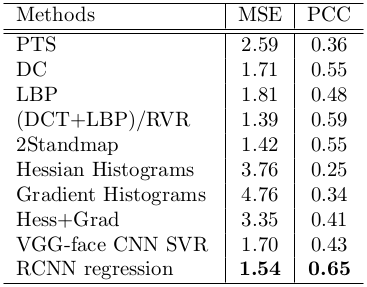 Methods MSE PCC
PTS 2.59 0.36
DC 1.71 0.55
LBP 1.81 0.48
(DCT+LBP)/RVR 1.39 0.59
2Standmap 1.42 0.55
Hessian Histograms 3.76 0.25
Gradient Histograms 4.76 0.34
Hess+Grad 3.35 0.41
VGG-face CNN SVR 1.70 0.43
RCNN regression 1.54 0.65